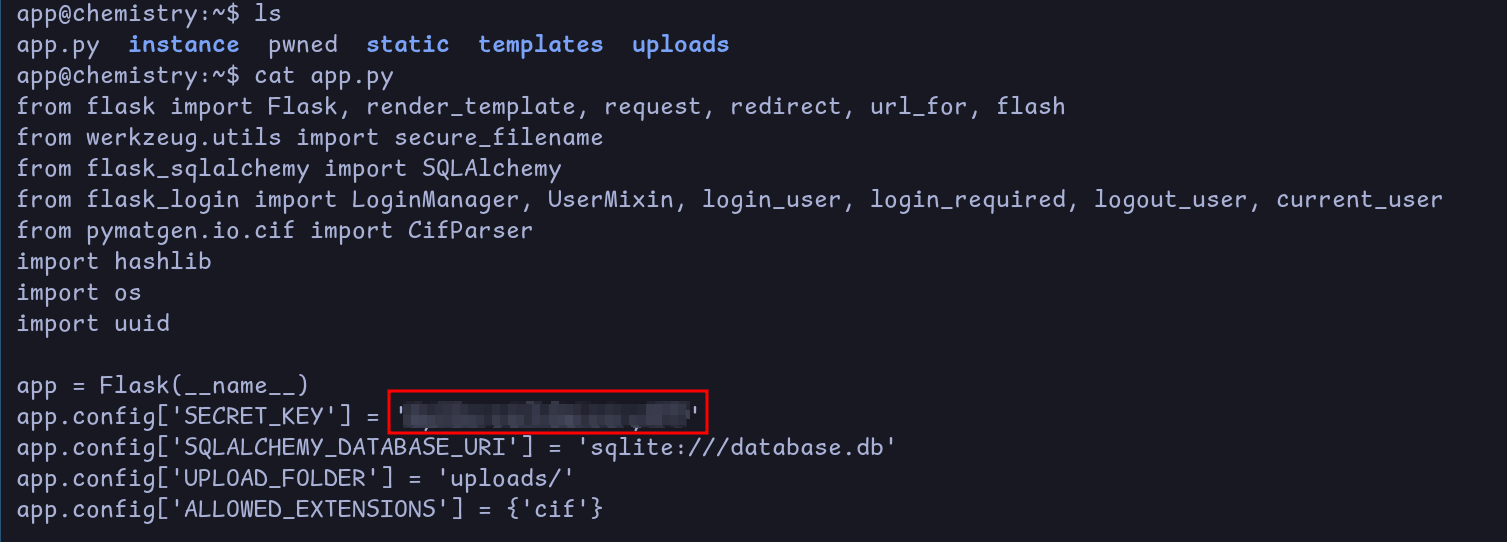 app@chemistry:~$ ls
app.py  instance  pwned  static  templates  uploads
app@chemistry:~$ cat app.py
from flask import Flask, render_template, request, redirect, url_for, flash
from werkzeug.utils import secure_filename
from flask_sqlalchemy import SQLAlchemy
from flask_login import LoginManager, UserMixin, login_user, login_required, logout_user, current_user
from pymatgen.io.cif import CifParser
import hashlib
import os
import uuid
app = Flask(__name__)
app.config['SECRET_KEY'] = ''
app.config['SQLALCHEMY_DATABASE_URI'] = 'sqlite:///database.db'
app.config['UPLOAD_FOLDER'] = 'uploads/'
app.config['ALLOWED_EXTENSIONS'] = {'cif'}